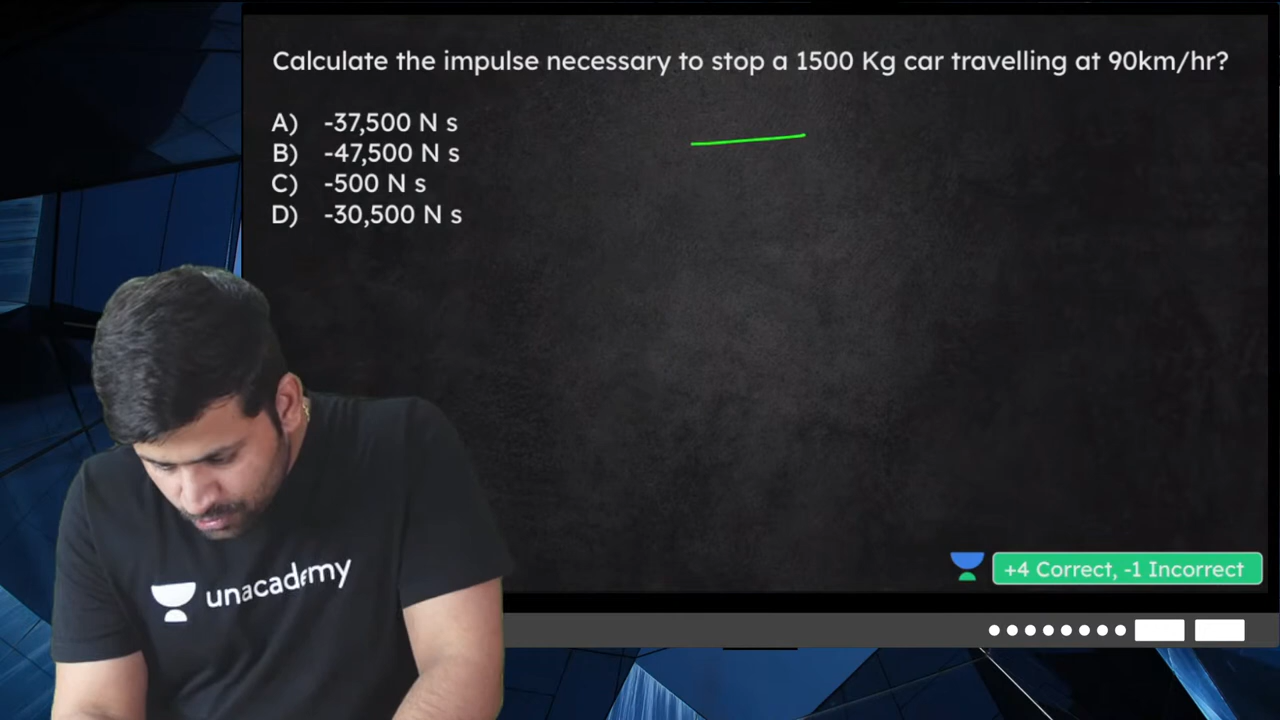 Calculate the impulse necessary to stop a 1500 Kg car travelling at 90km/hr?
A) -37,500 N s
B) -47,500 N s
C) -500 N s
D) -30,500 N s
unacademy
+4 Correct, -1 Incorrect